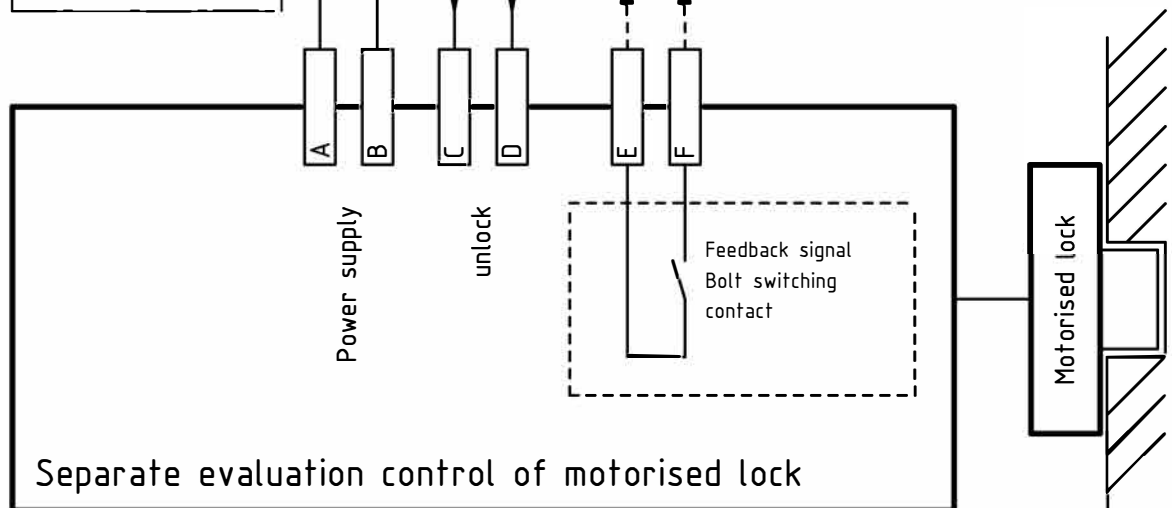 A
B
C
D
E
F
Power supply
unlock
Feedback signal
Bolt switching
contact
Motorised lock
Separate evaluation control of motorised lock